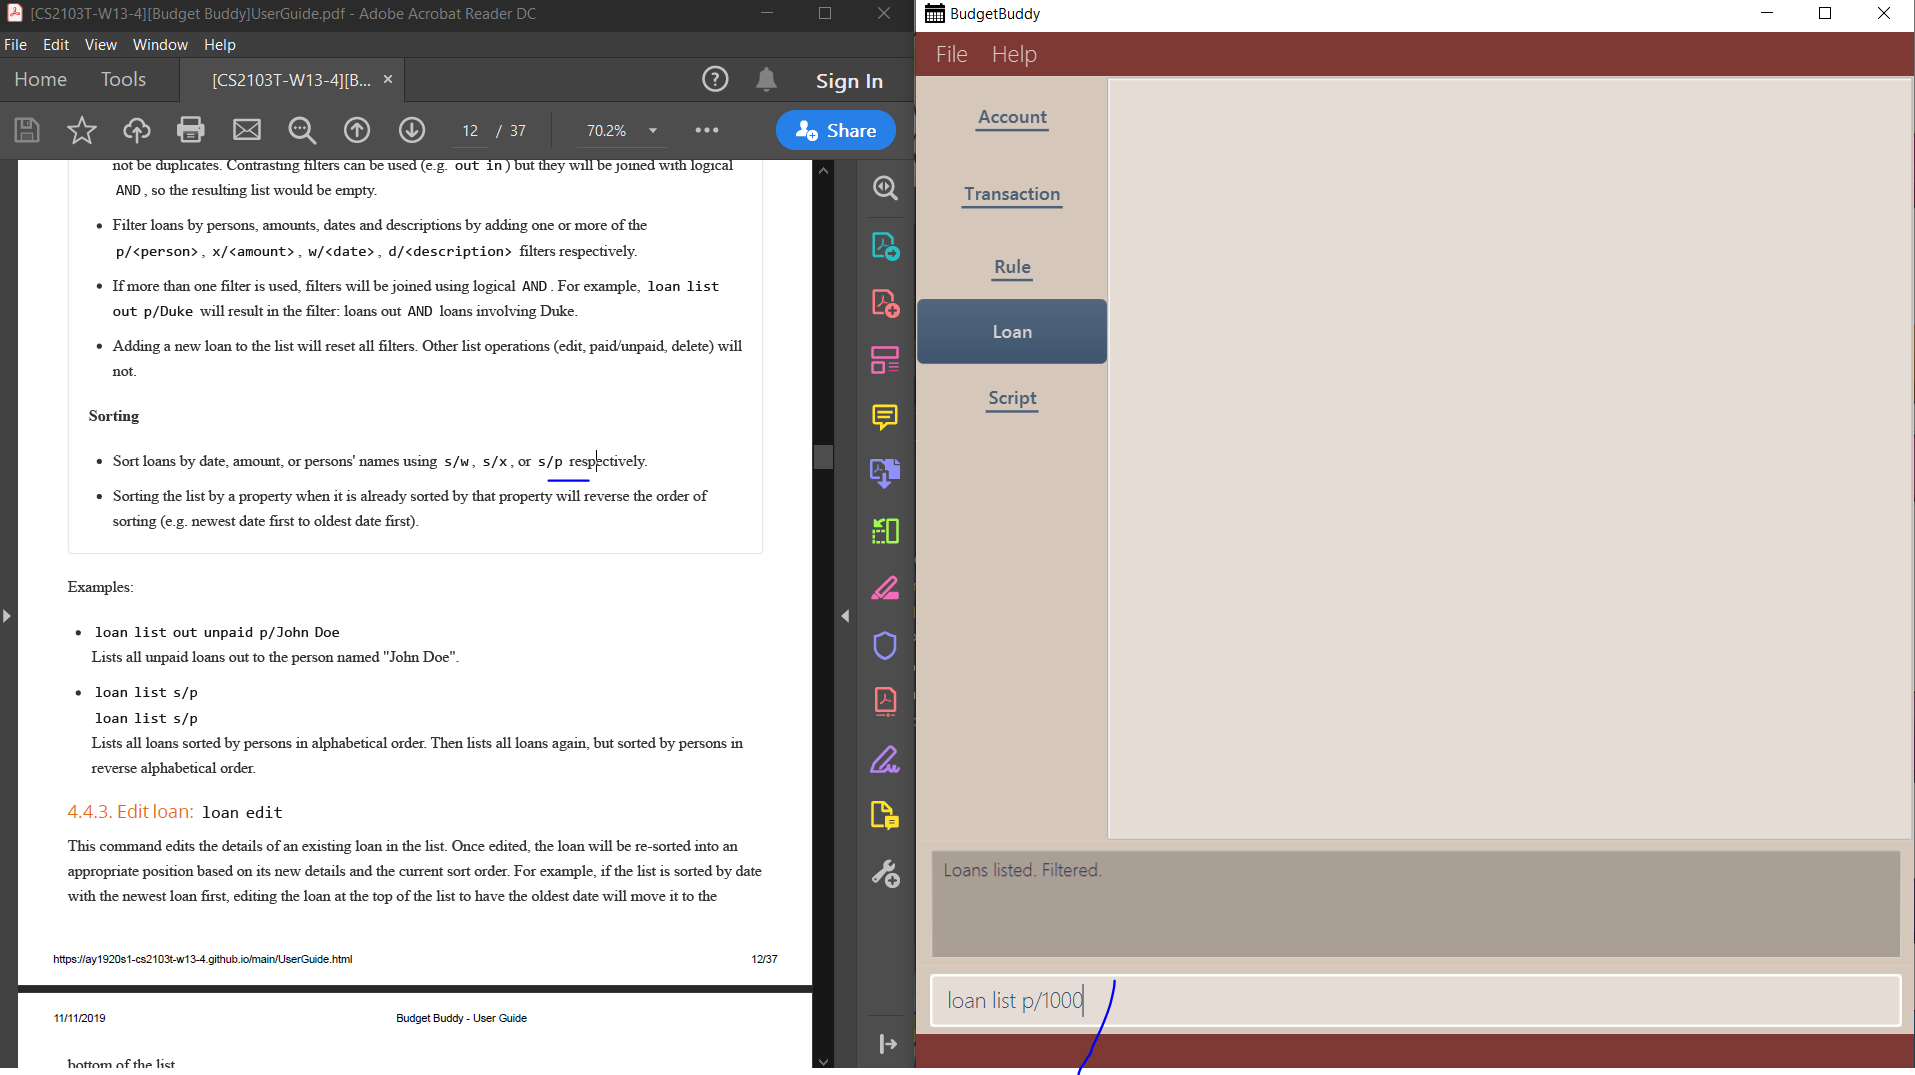 [CS2103T-W13-4][Budget Buddy]UserGuide.pdf - Adobe Acrobat Reader DC
File Edit View Window Help
Home Tools [CS2103T-W13-4][B... × ? Sign In
12 / 37 70.2% Share
not be duplicates. Contrasting filters can be used (e.g. out in) but they will be joined with logical
AND, so the resulting list would be empty.
• Filter loans by persons, amounts, dates and descriptions by adding one or more of the
p/<person>, x/<amount>, w/<date>, d/<description> filters respectively.
• If more than one filter is used, filters will be joined using logical AND. For example, loan list
out p/Duke will result in the filter: loans out AND loans involving Duke.
• Adding a new loan to the list will reset all filters. Other list operations (edit, paid/unpaid, delete) will
not.
Sorting
• Sort loans by date, amount, or persons' names using s/w, s/x, or s/p respectively.
• Sorting the list by a property when it is already sorted by that property will reverse the order of
sorting (e.g. newest date first to oldest date first).
Examples:
• loan list out unpaid p/John Doe
Lists all unpaid loans out to the person named "John Doe".
• loan list s/p
loan list s/p
Lists all loans sorted by persons in alphabetical order. Then lists all loans again, but sorted by persons in
reverse alphabetical order.
4.4.3. Edit loan: loan edit
This command edits the details of an existing loan in the list. Once edited, the loan will be re-sorted into an
appropriate position based on its new details and the current sort order. For example, if the list is sorted by date
with the newest loan first, editing the loan at the top of the list to have the oldest date will move it to the
https://ay1920s1-cs2103t-w13-4.github.io/main/UserGuide.html 12/37
11/11/2019 Budget Buddy - User Guide
bottom of the list
BudgetBuddy
File Help
Account
Transaction
Rule
Loan
Script
Loans listed. Filtered.
loan list p/1000